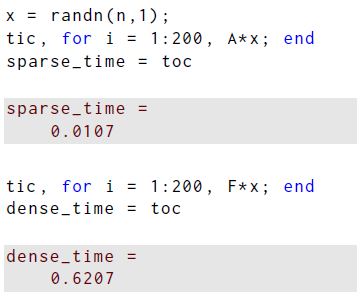 x = randn(n,1);
tic, for i = 1:200, A*x; end
sparse_time = toc
sparse_time =
0.0107
tic, for i = 1:200, F*x; end
dense_time = toc
dense_time =
0.6207